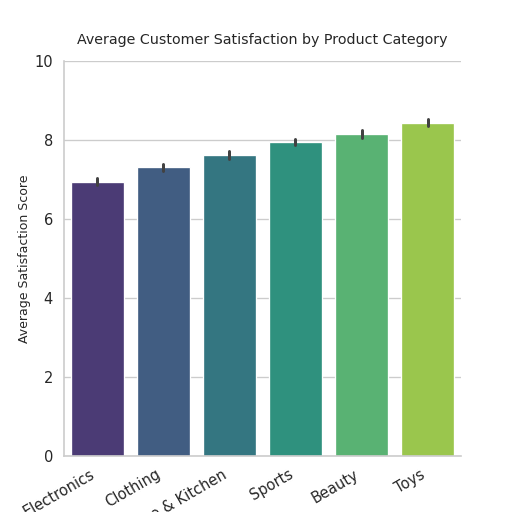 Average Customer Satisfaction by Product Category
Average Satisfaction Score
10
8
6
4
2
0
Electronics
Clothing
& Kitchen
Sports
Beauty
Toys